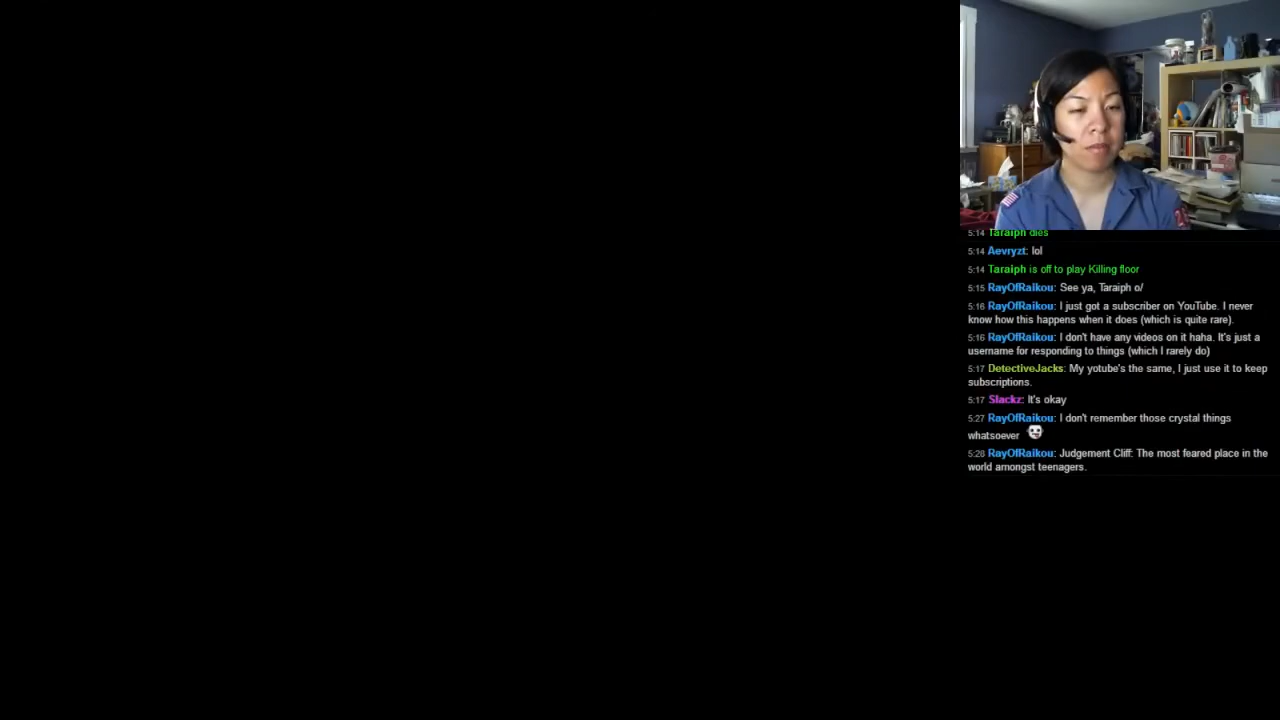 5:14 Taraiph dies
5:14 Aevryzt: lol
5:14 Taraiph is off to play Killing floor
5:15 RayOfRaikou: See ya, Taraiph o/
5:16 RayOfRaikou: I just got a subscriber on YouTube. I never
know how this happens when it does (which is quite rare).
5:16 RayOfRaikou: I don't have any videos on it haha. It's just a
username for responding to things (which I rarely do)
5:17 DetectiveJacks: My yotube's the same, I just use it to keep
subscriptions.
5:17 Slackz: It's okay
5:27 RayOfRaikou: I don't remember those crystal things
whatsoever
5:28 RayOfRaikou: Judgement Cliff: The most feared place in the
world amongst teenagers.